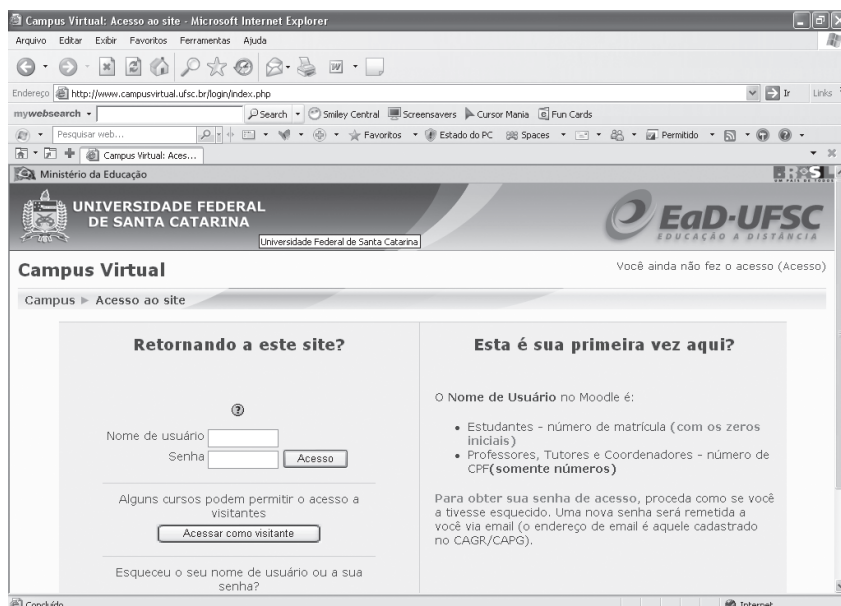 Campus Virtual: Acesso ao site - Microsoft Internet Explorer
Arquivo Editar Exibir Favoritos Ferramentas Ajuda
Endereço http://www.campusvirtual.ufsc.br/login/index.php Ir Links
mywebsearch Search Smiley Central Screensavers Cursor Mania Fun Cards
Pesquisar web... Favorites Estado do PC Spaces Permitido
Campus Virtual: Aces...
Ministério da Educação BRASIL
UM PAÍS DE TODOS
UNIVERSIDADE FEDERAL
DE SANTA CATARINA
EaD-UFSC
EDUCAÇÃO A DISTÂNCIA
Universidade Federal de Santa Catarina
Campus Virtual
Você ainda não fez o acesso (Acesso)
Campus ► Acesso ao site
Retornando a este site?
Nome de usuário
Senha Acesso
Alguns cursos podem permitir o acesso a
visitantes
Acessar como visitante
Esqueceu o seu nome de usuário ou a sua
senha?
Esta é sua primeira vez aqui?
O Nome de Usuário no Moodle é:
• Estudantes - número de matrícula (com os zeros
iniciais)
• Professores, Tutores e Coordenadores - número de
CPF(somente números)
Para obter sua senha de acesso, proceda como se você
a tivesse esquecido. Uma nova senha será remetida a
você via email (o endereço de email é aquele cadastrado
no CAGR/CAPG).
Concluído Internet